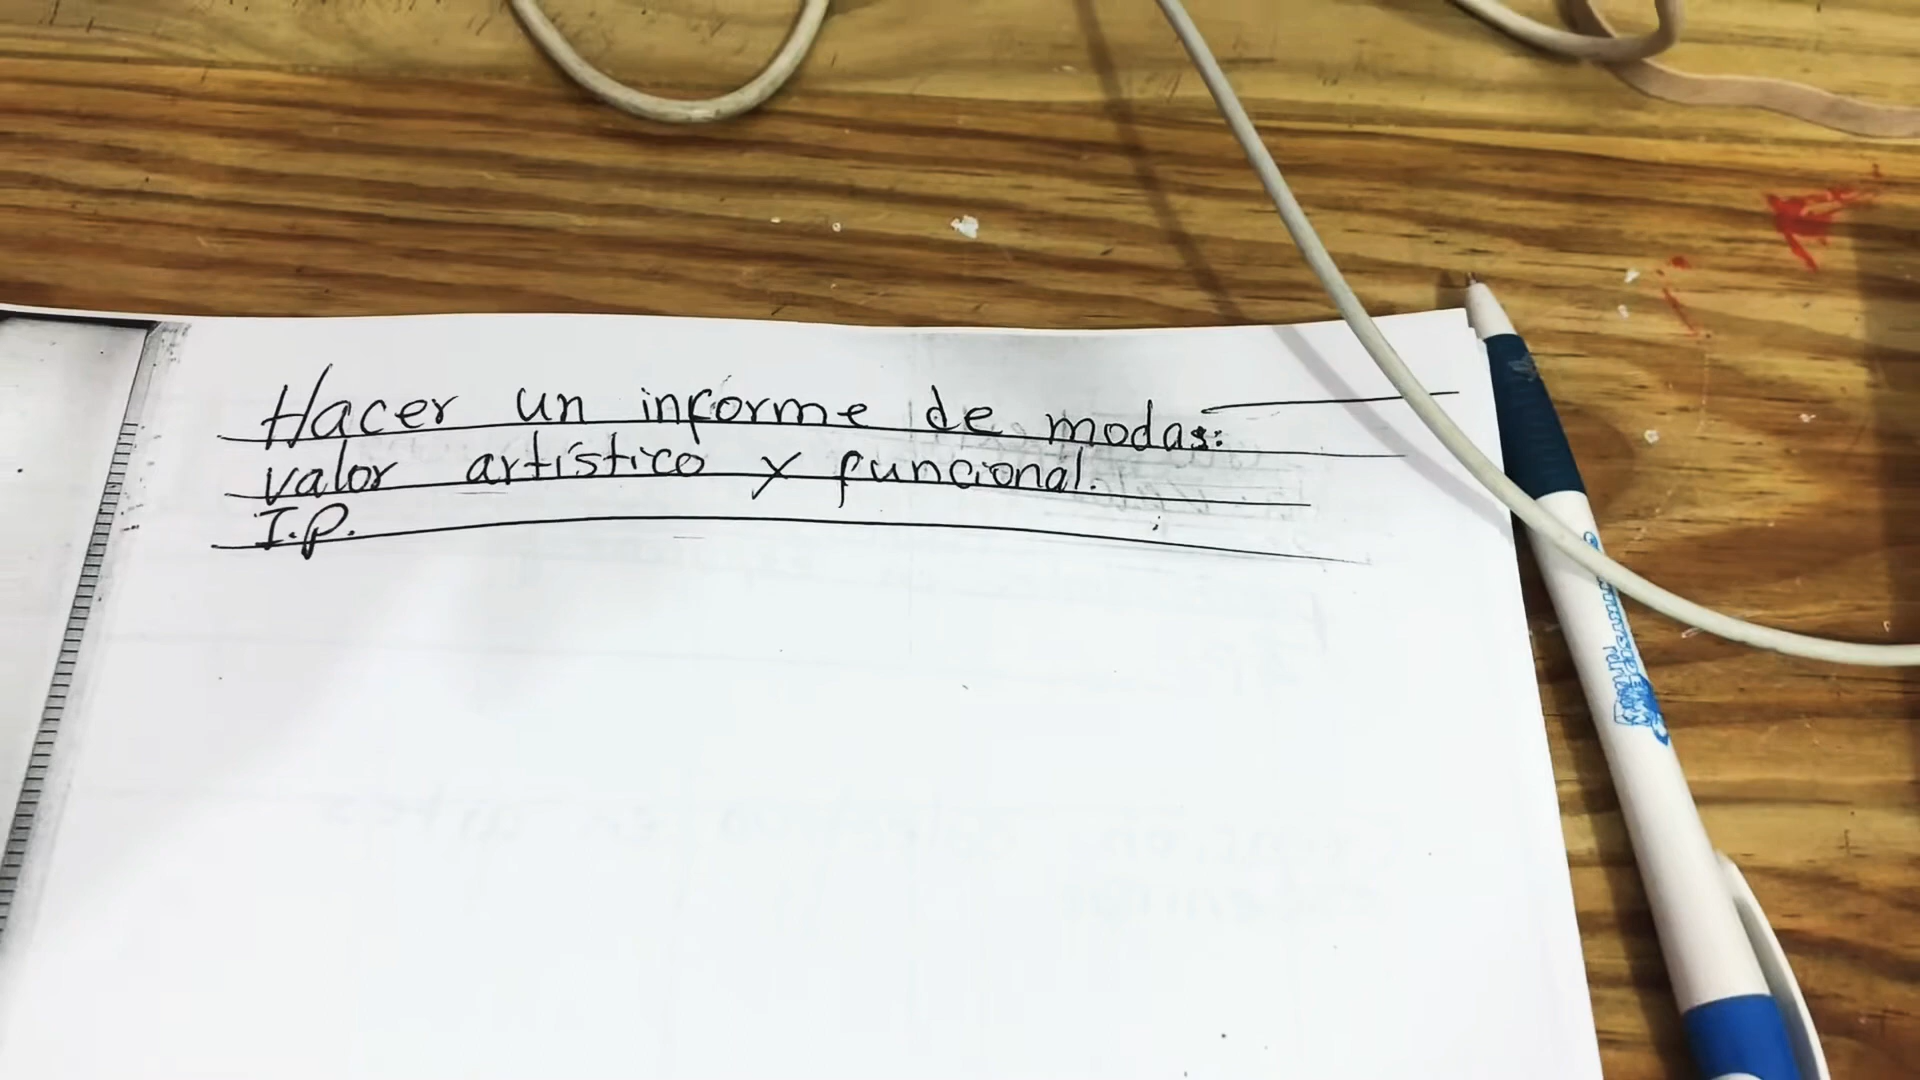 Hacer un informe de modas:
valor artístico y funcional.
I.P.